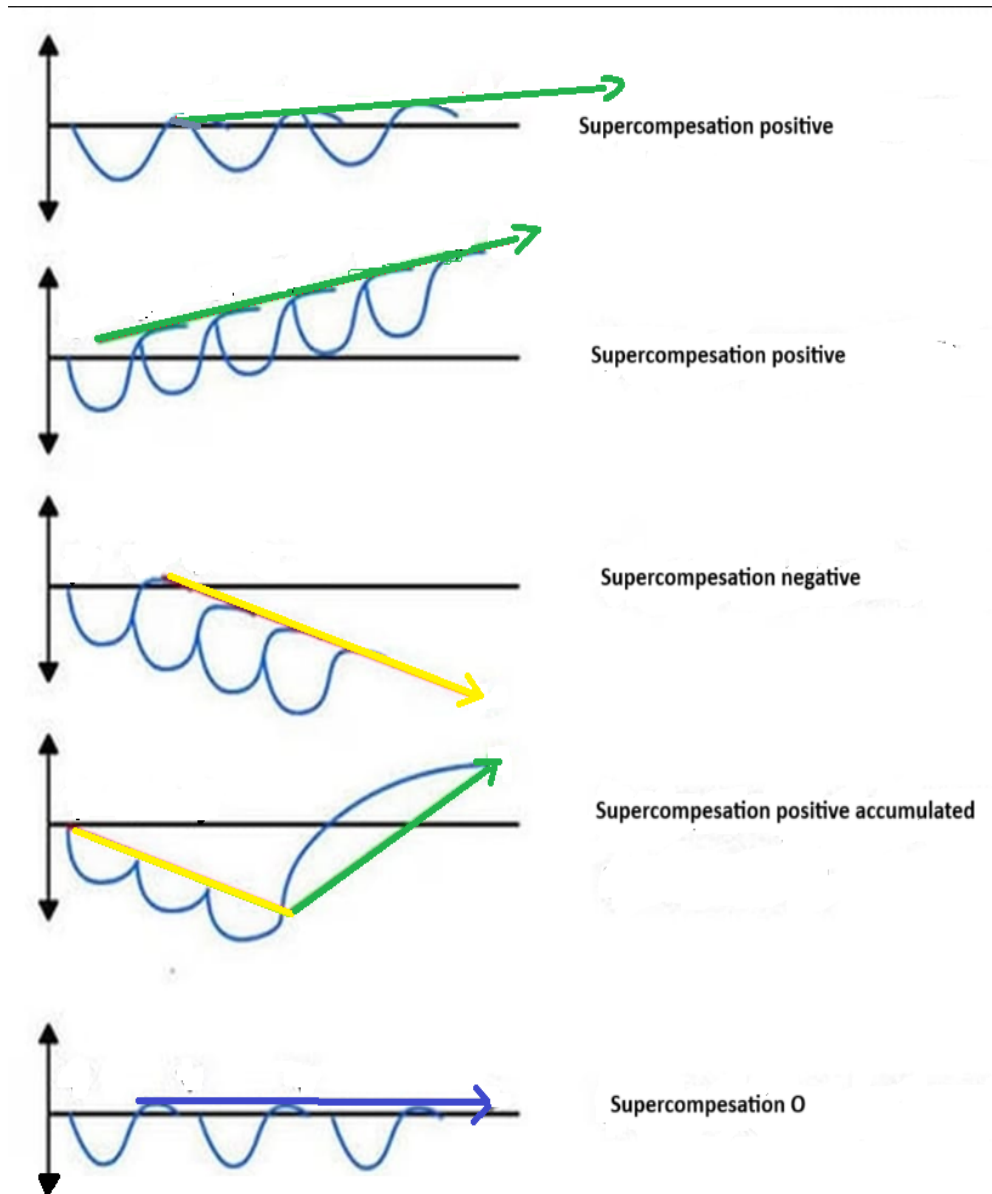 Supercompesation positive
Supercompesation positive
Supercompesation negative
Supercompesation positive accumulated
Supercompesation O